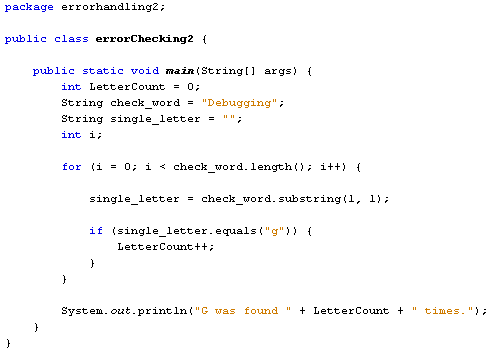 package errorhandling2;
public class errorChecking2 {
public static void main(String[] args) {
int LetterCount = 0;
String check_word = "Debugging";
String single_letter = "";
int i;
for (i = 0; i < check_word.length(); i++) {
single_letter = check_word.substring(1, 1);
if (single_letter.equals("g")) {
LetterCount++;
}
}
System.out.println("G was found " + LetterCount + " times.");
}
}